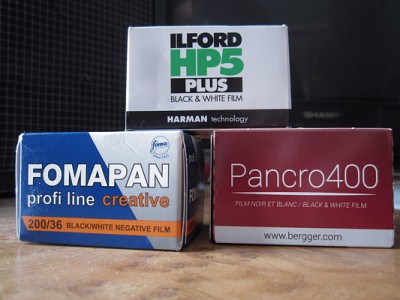 ILFORD
HP5
PLUS
BLACK & WHITE FILM
HARMAN technology
FOMAPAN
foma
profi line creative
200/36 BLACK/WHITE NEGATIVE FILM
Pancro400
FILM NOIR ET BLANC / BLACK & WHITE FILM
www.bergger.com